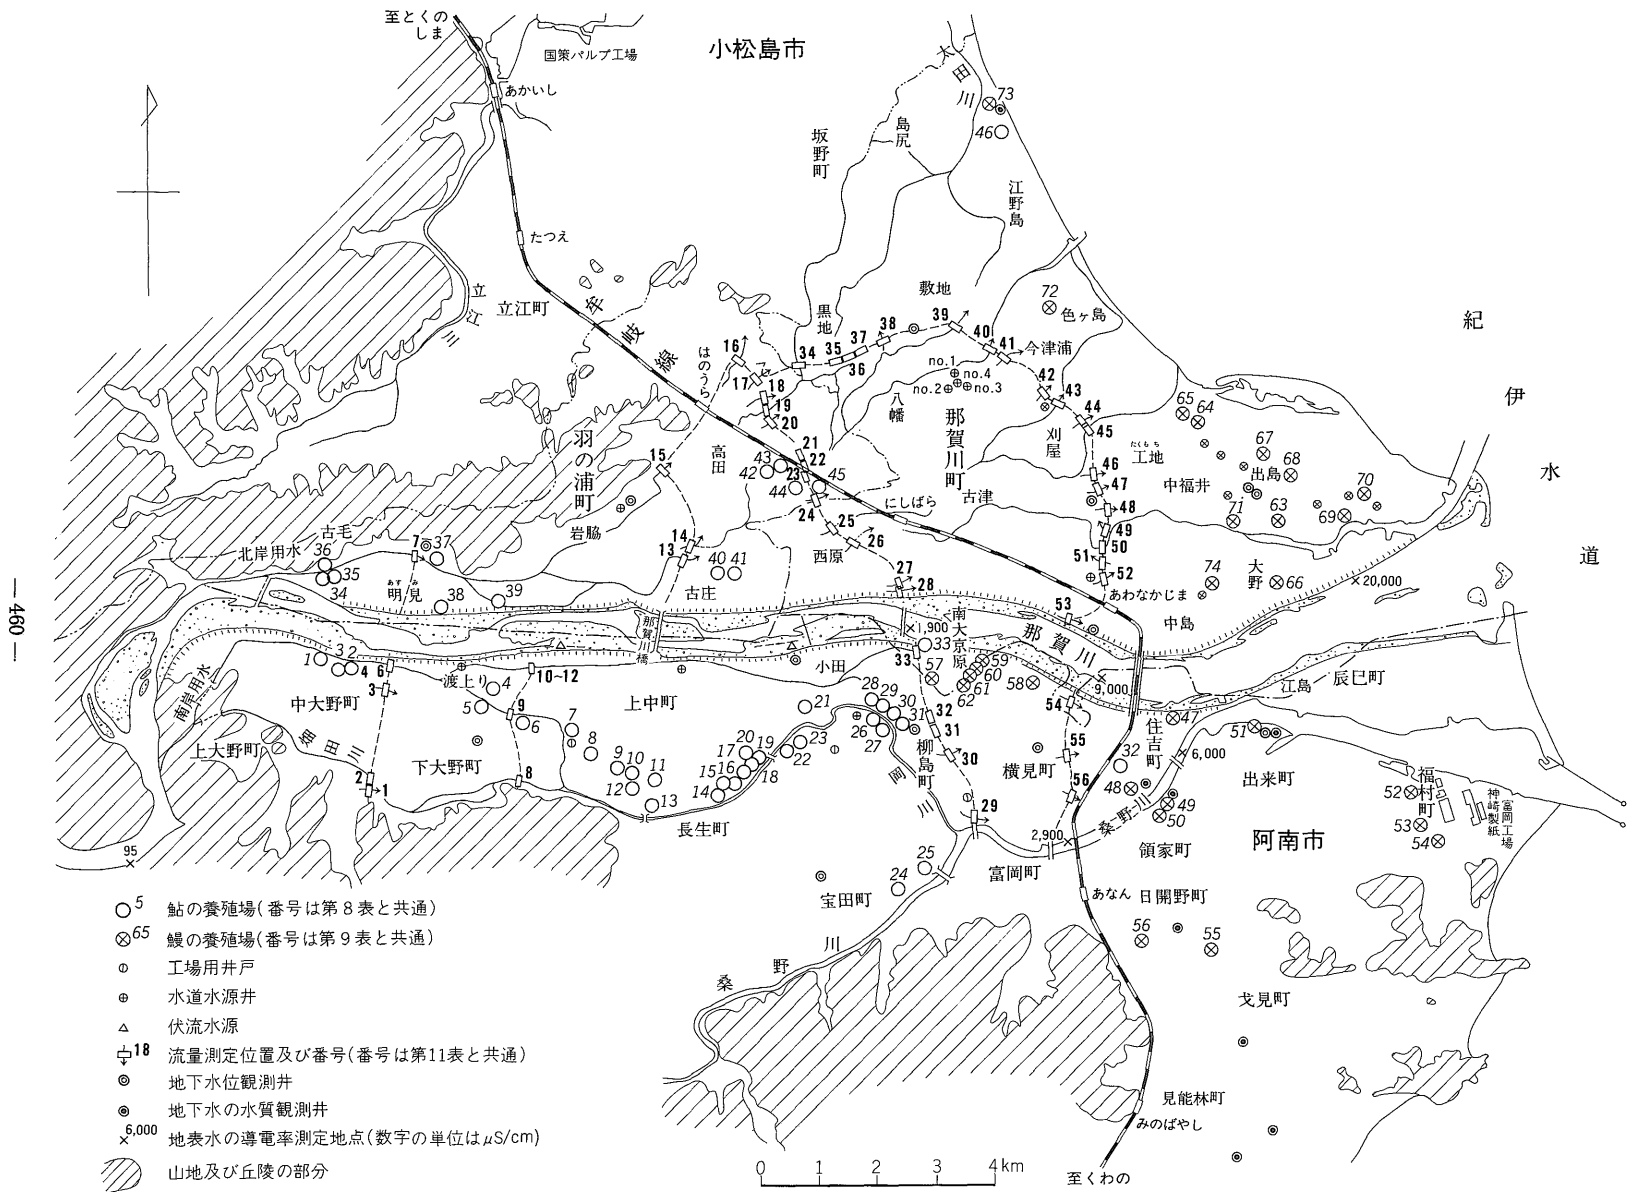 至とくの
しま
国策パルプ工場
小松島市
あかいし
太田川
73
46
島尻
坂野町
江野島
たつえ
立江町
立江川
牟岐線
敷地
黒地
72
色ヶ島
紀伊水道
はのうら
16
17
18
19
20
34
35
36
37
38
39
40
41
今津浦
no.1
no.4
no.2
no.3
42
43
44
45
八幡
那賀川町
刈屋
たくもち
工地
65
64
67
出島
68
70
69
63
71
中福井
羽の浦町
15
高田
43
42
44
45
21
22
23
24
25
26
にしばら
古津
西原
46
47
48
49
50
51
52
岩脇
古毛
北岸用水
36
35
34
7
37
あすみ
明見
38
39
14
13
40
41
古庄
27
28
74
大野
66
20,000
あわなかじま
53
中島
那賀川
那賀川橋
1,900
33
33
南大京原
57
59
60
61
62
58
9,000
江島
辰巳町
南岸用水
1
3
2
4
6
3
渡上り
4
5
10~12
9
6
小田
中大野町
上中町
上大野町
畑田川
下大野町
2
1
8
7
8
9
10
11
12
13
14
15
16
17
18
19
20
21
22
23
28
29
30
31
26
27
32
31
30
柳島町
岡川
長生町
54
55
56
横見町
住吉町
47
32
48
49
50
6,000
51
出来町
52
福村町
53
54
神崎製紙
富岡工場
29
2,900
桑野川
富岡町
領家町
阿南市
25
24
宝田町
あなん
日開野町
56
55
桑野川
戈見町
見能林町
みのばやし
至くわの
95
5 鮎の養殖場(番号は第8表と共通)
65 鰻の養殖場(番号は第9表と共通)
工場用井戸
水道水源井
伏流水源
18 流量測定位置及び番号(番号は第11表と共通)
地下水位観測井
地下水の水質観測井
6,000 地表水の導電率測定地点(数字の単位はμS/cm)
山地及び丘陵の部分
0 1 2 3 4km
— 460 —